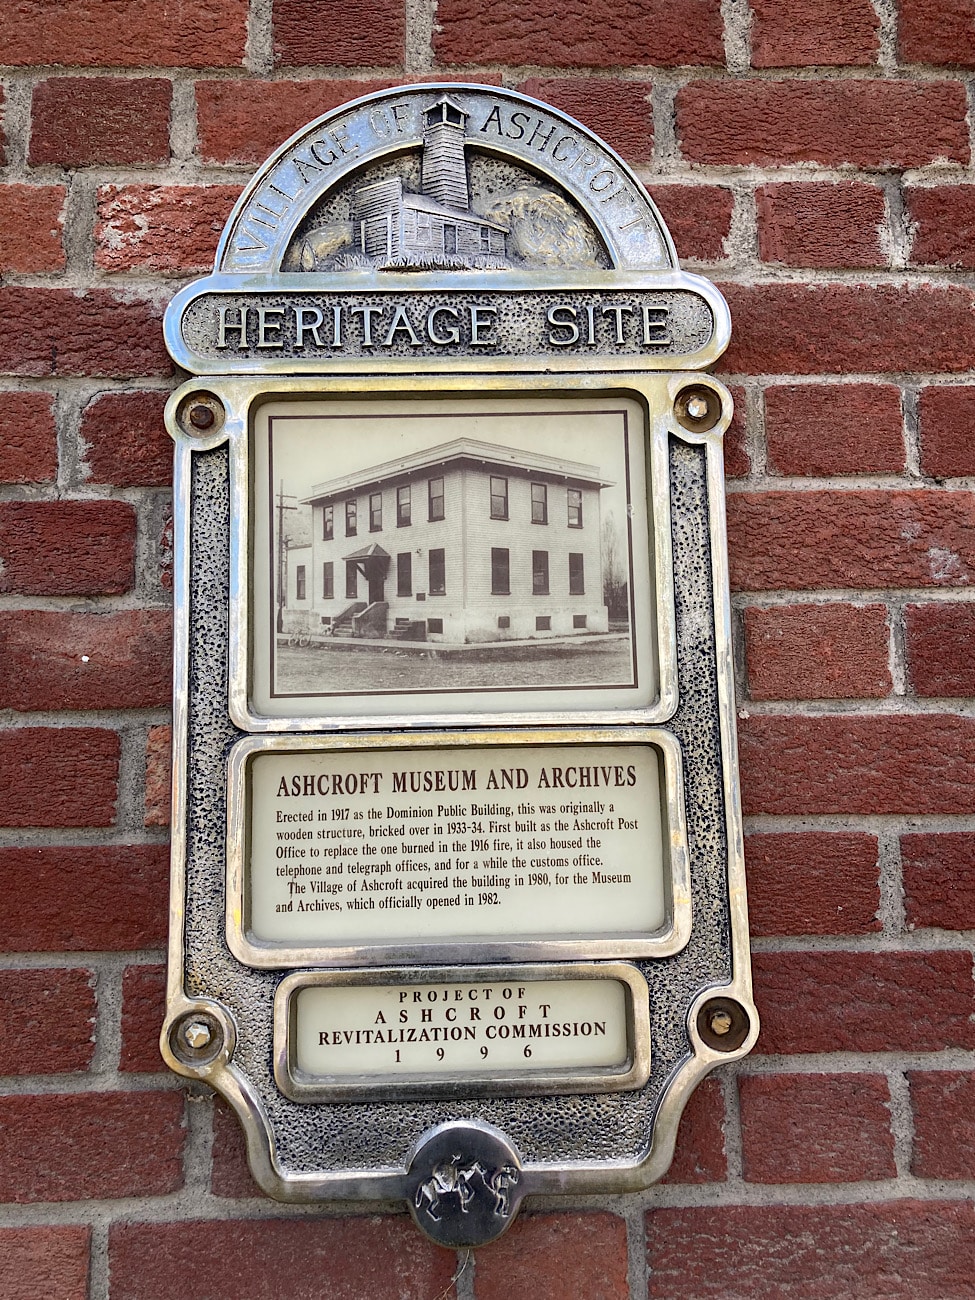 VILLAGE OF ASHCROFT
HERITAGE SITE
ASHCROFT MUSEUM AND ARCHIVES
Erected in 1917 as the Dominion Public Building, this was originally a
wooden structure, bricked over in 1933-34. First built as the Ashcroft Post
Office to replace the one burned in the 1916 fire, it also housed the
telephone and telegraph offices, and for a while the customs office.
The Village of Ashcroft acquired the building in 1980, for the Museum
and Archives, which officially opened in 1982.
PROJECT OF
ASHCROFT
REVITALIZATION COMMISSION
1996